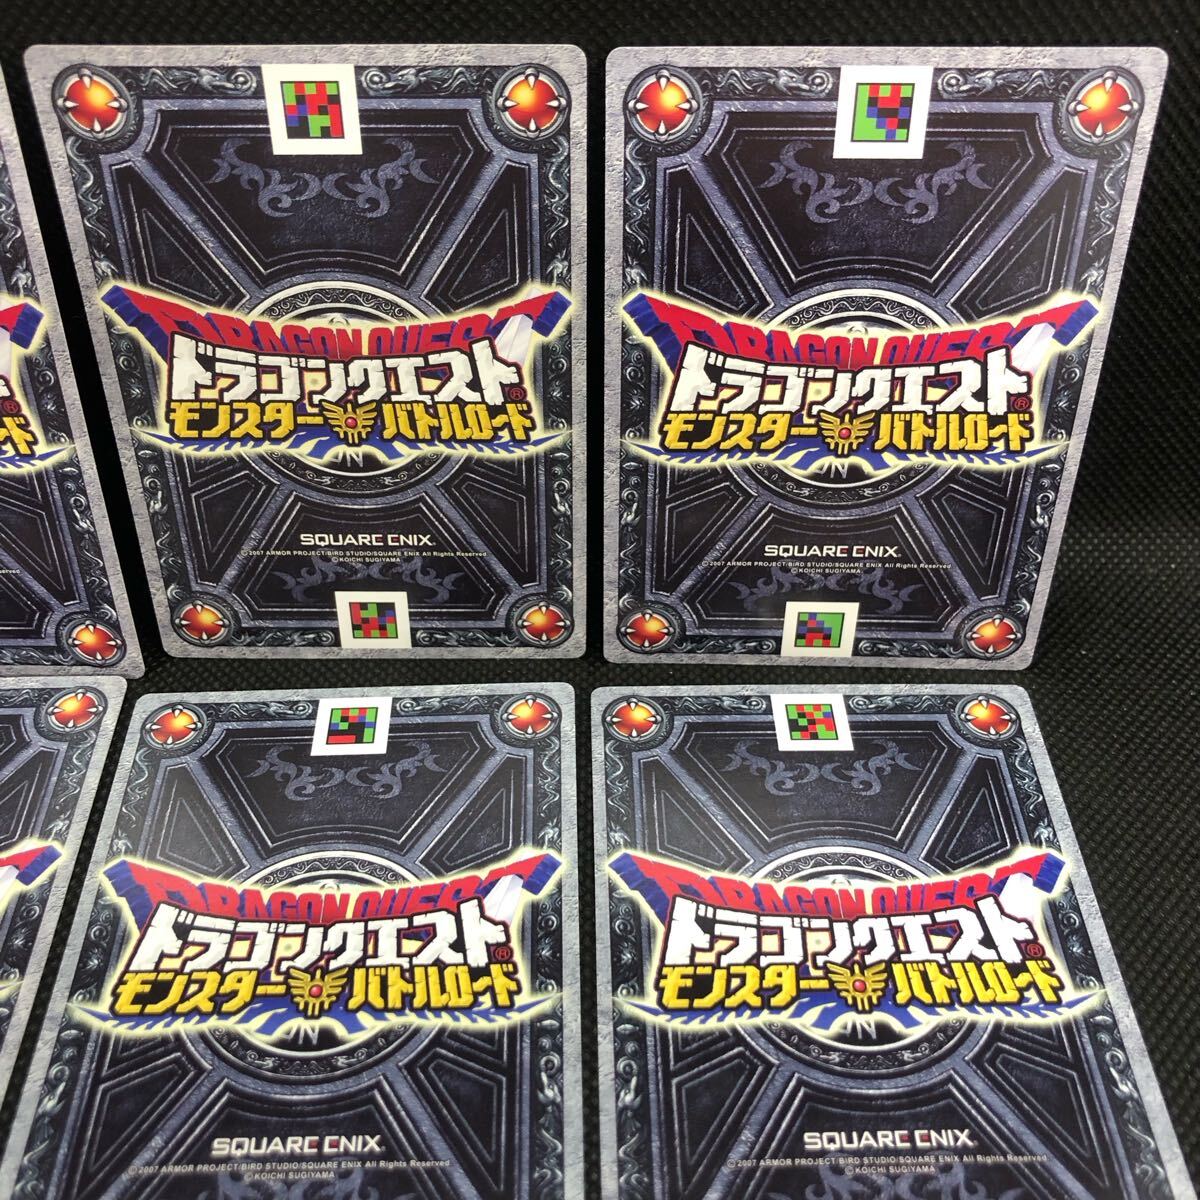 DRAGON QUEST
ドラゴンクエスト®
モンスターバトルロード
SQUARE ENIX®
©2007 ARMOR PROJECT/BIRD STUDIO/SQUARE ENIX All Rights Reserved
©KOICHI SUGIYAMA
DRAGON QUEST
ドラゴンクエスト®
モンスターバトルロード
SQUARE ENIX®
©2007 ARMOR PROJECT/BIRD STUDIO/SQUARE ENIX All Rights Reserved
©KOICHI SUGIYAMA
DRAGON QUEST
ドラゴンクエスト®
モンスターバトルロード
SQUARE ENIX®
©2007 ARMOR PROJECT/BIRD STUDIO/SQUARE ENIX All Rights Reserved
©KOICHI SUGIYAMA
DRAGON QUEST
ドラゴンクエスト®
モンスターバトルロード
SQUARE ENIX®
©2007 ARMOR PROJECT/BIRD STUDIO/SQUARE ENIX All Rights Reserved
©KOICHI SUGIYAMA